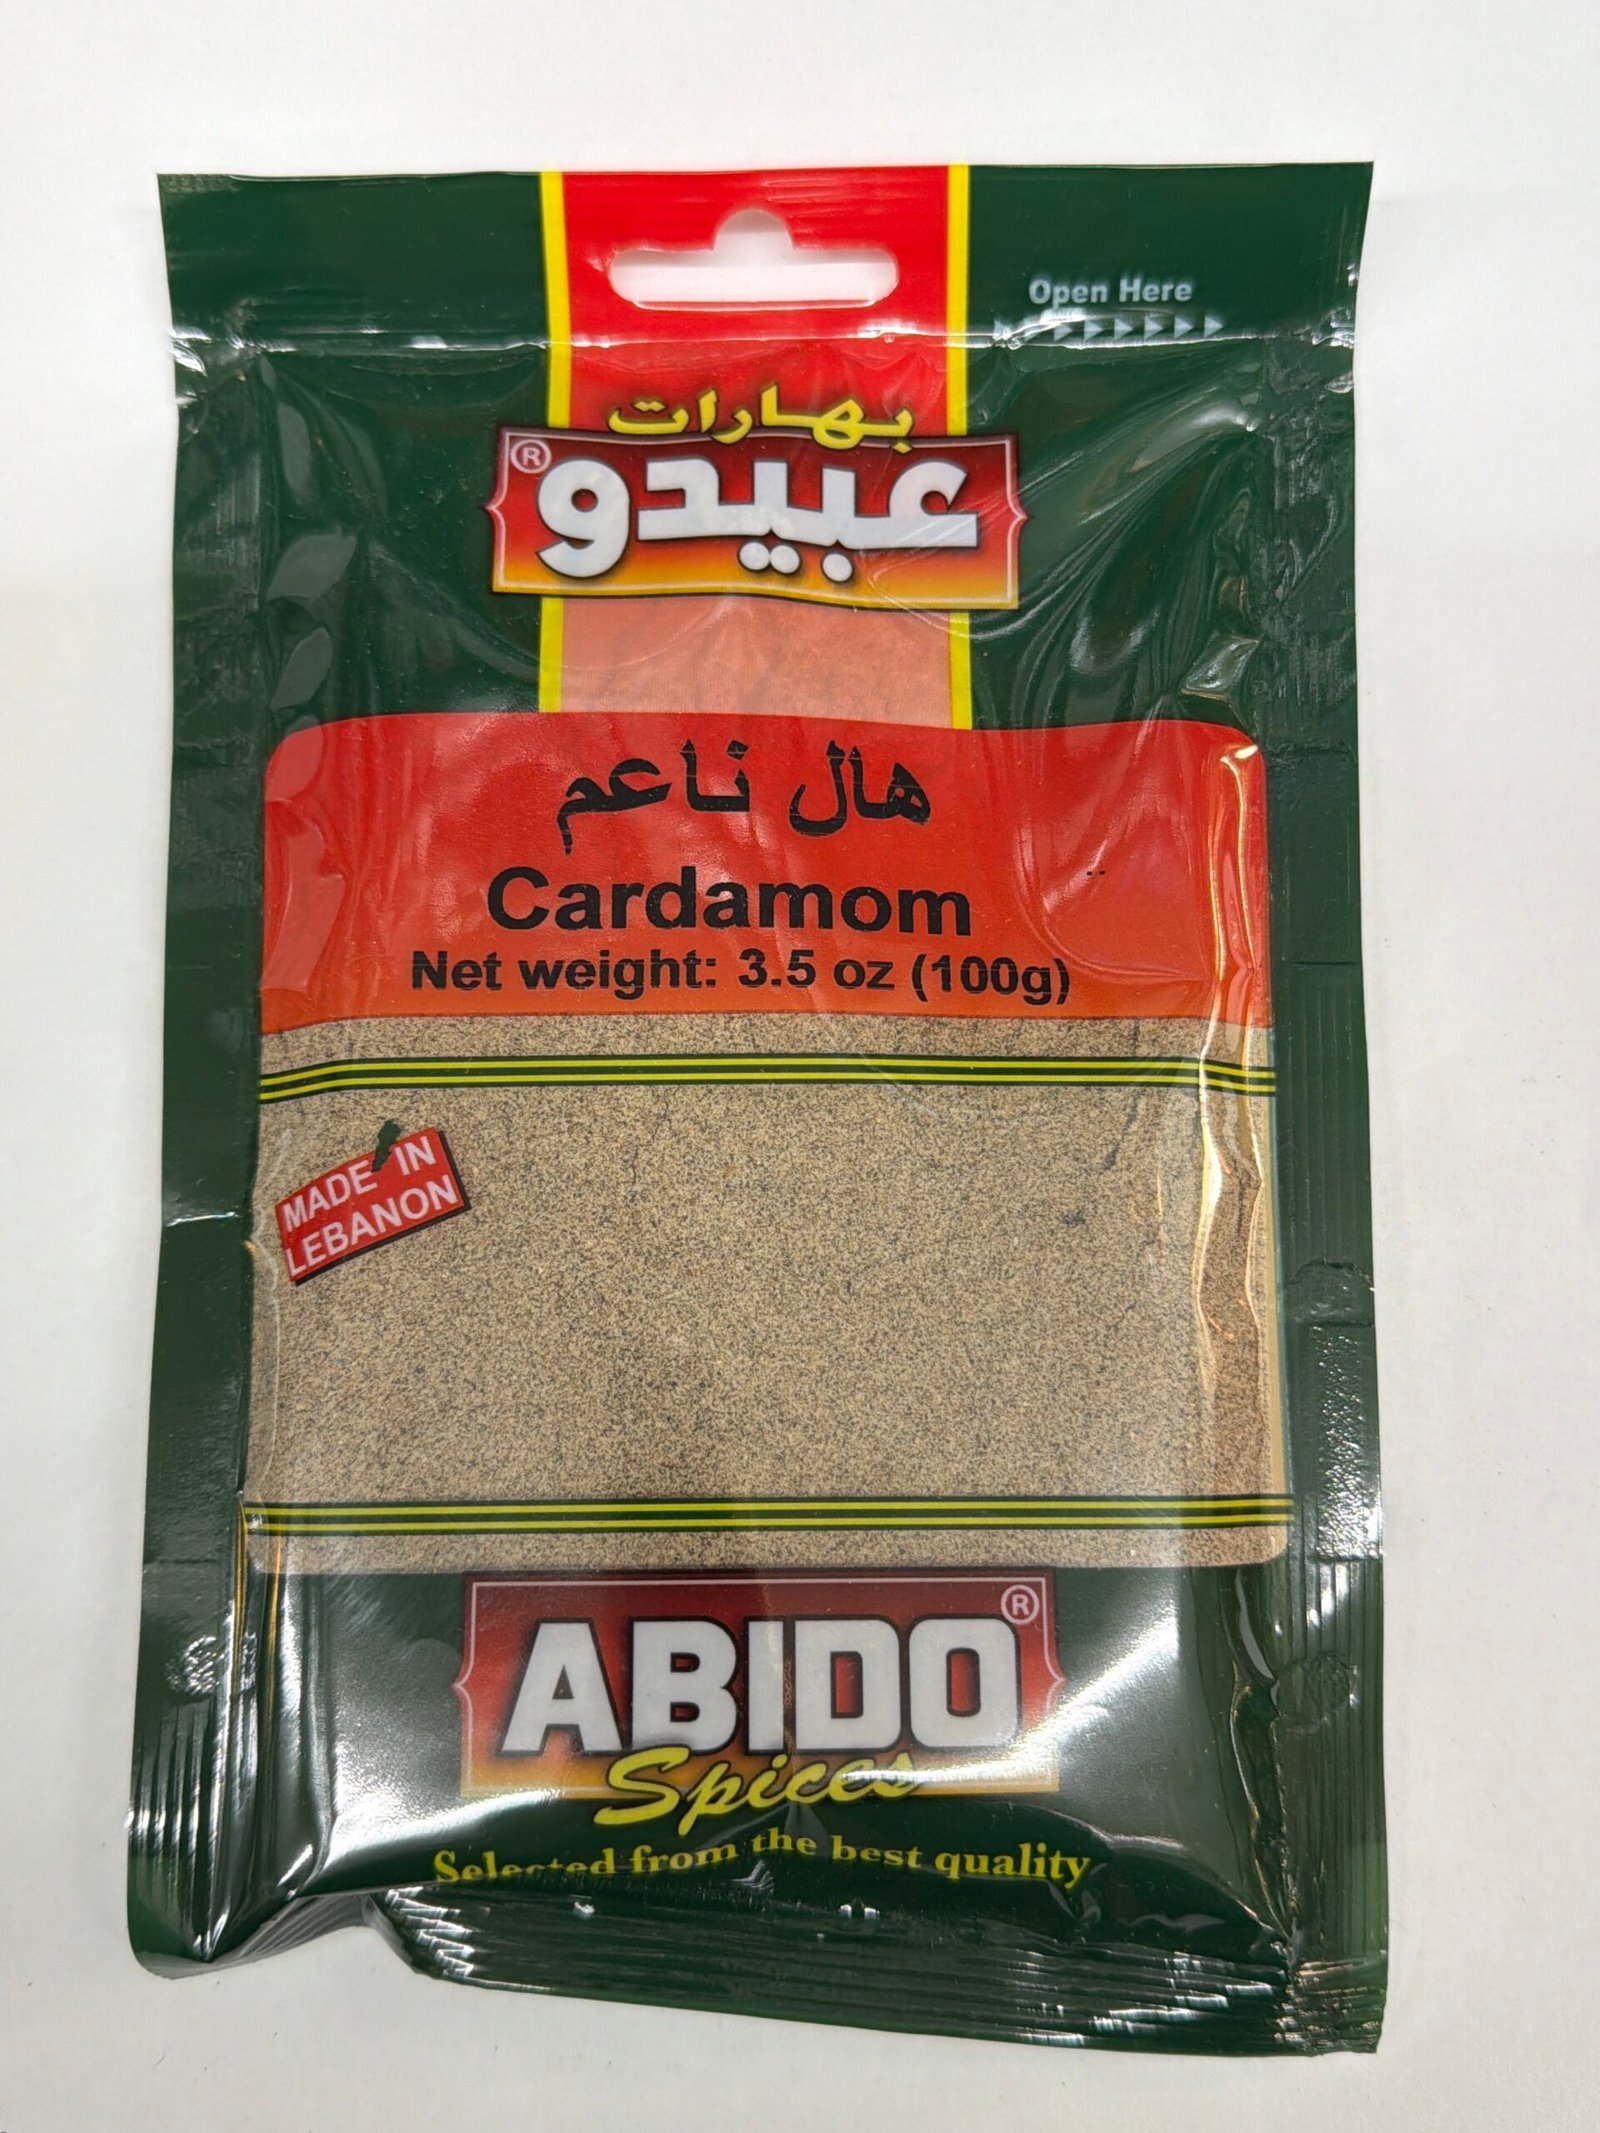 Open Here
بهارات
عبيدو®
هال ناعم
Cardamom
Net weight: 3.5 oz (100g)
MADE IN
LEBANON
ABIDO®
Spices
Selected from the best quality